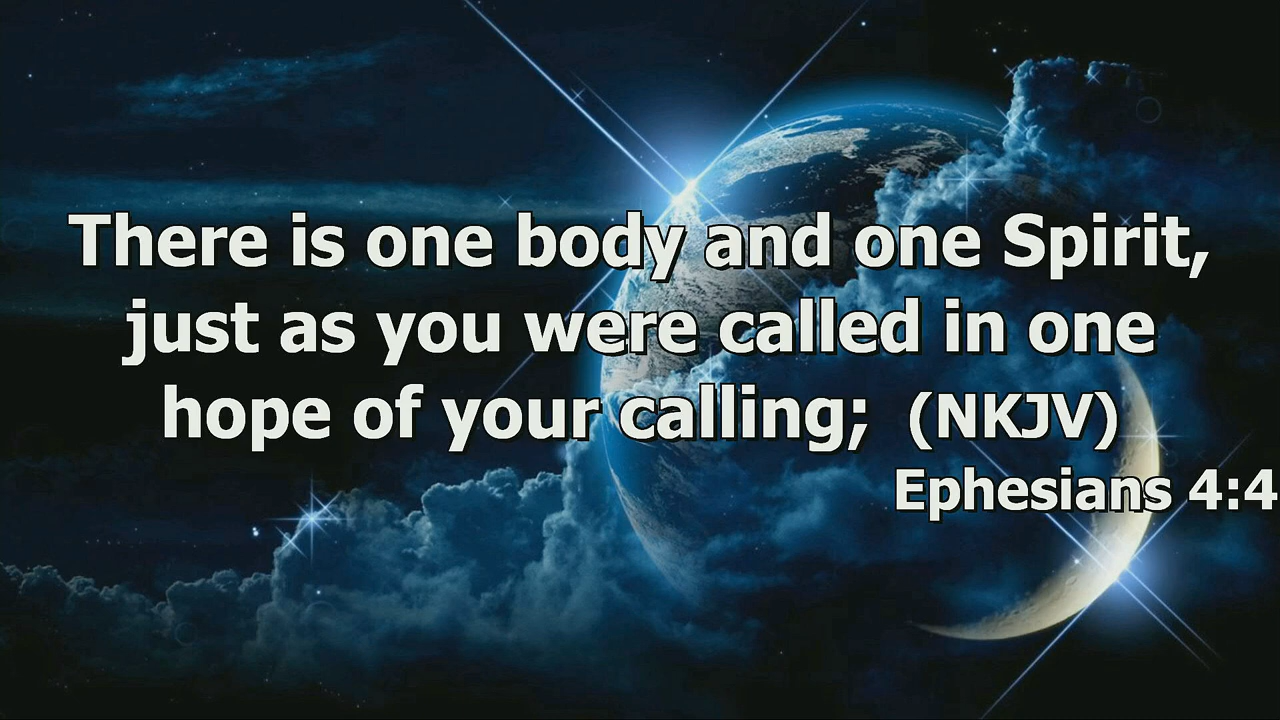 There is one body and one Spirit,
just as you were called in one
hope of your calling; (NKJV)
Ephesians 4:4